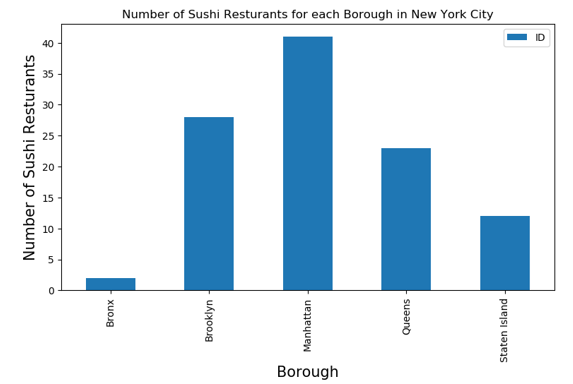 Number of Sushi Resturants for each Borough in New York City
ID
Number of Sushi Resturants
40
35
30
25
20
15
10
5
0
Bronx
Brooklyn
Manhattan
Queens
Staten Island
Borough